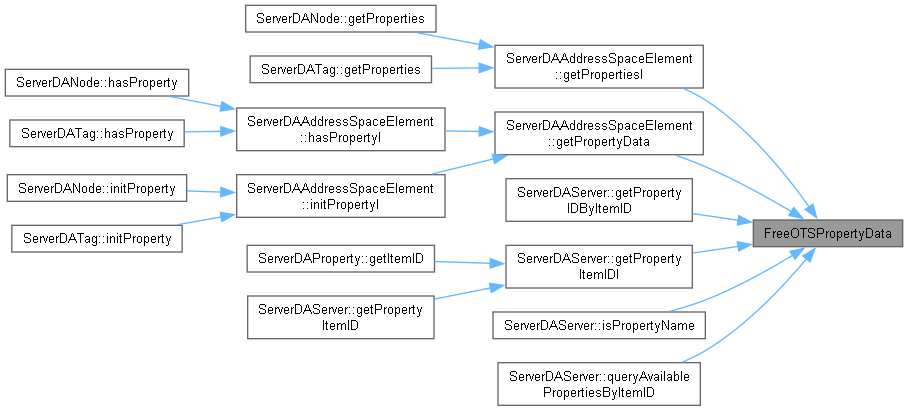 ServerDANode::getProperties
ServerDATag::getProperties
ServerDAAddressSpaceElement
::getPropertiesI
ServerDANode::hasProperty
ServerDATag::hasProperty
ServerDAAddressSpaceElement
::hasPropertyI
ServerDAAddressSpaceElement
::getPropertyData
ServerDANode::initProperty
ServerDATag::initProperty
ServerDAAddressSpaceElement
::initPropertyI
ServerDAServer::getProperty
IDByItemID
FreeOTSPropertyData
ServerDAProperty::getItemID
ServerDAServer::getProperty
ItemID
ServerDAServer::getProperty
ItemIDI
ServerDAServer::isPropertyName
ServerDAServer::queryAvailable
PropertiesByItemID